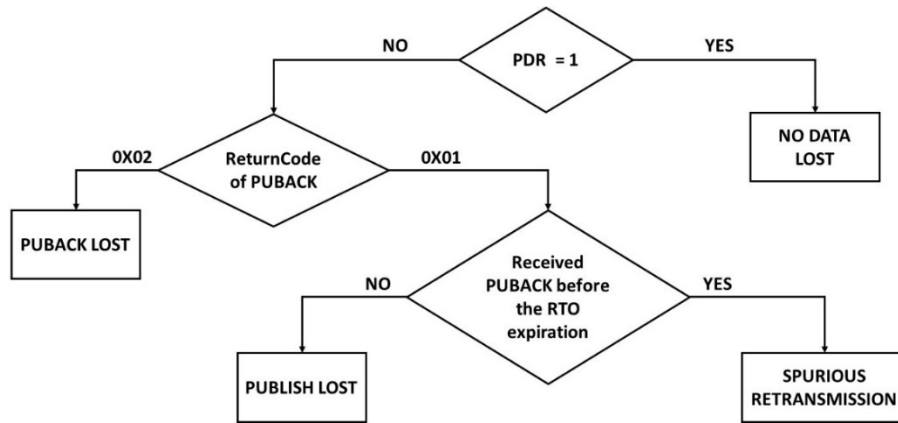 NO
PDR = 1
YES
NO DATA
LOST
0X02
ReturnCode
of PUBACK
0X01
PUBACK LOST
Received
PUBACK before
the RTO
expiration
NO
YES
PUBLISH LOST
SPURIOUS
RETRANSMISSION